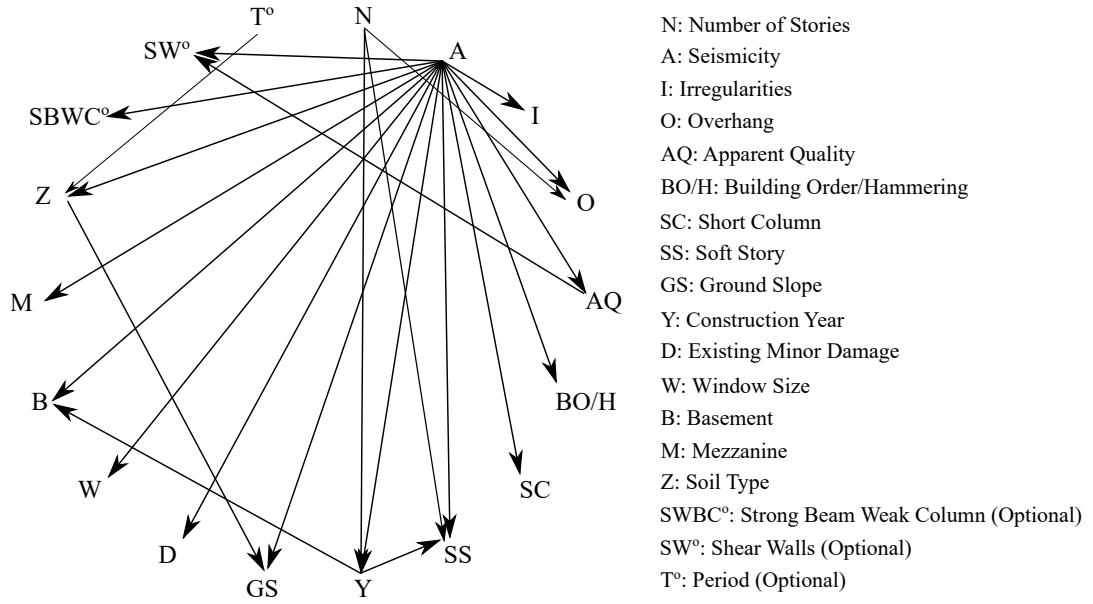 Tº
N
SWº
A
SBWCº
I
Z
O
M
AQ
B
BO/H
W
SC
D
SS
GS
Y
N: Number of Stories
A: Seismicity
I: Irregularities
O: Overhang
AQ: Apparent Quality
BO/H: Building Order/Hammering
SC: Short Column
SS: Soft Story
GS: Ground Slope
Y: Construction Year
D: Existing Minor Damage
W: Window Size
B: Basement
M: Mezzanine
Z: Soil Type
SWBCº: Strong Beam Weak Column (Optional)
SWº: Shear Walls (Optional)
Tº: Period (Optional)